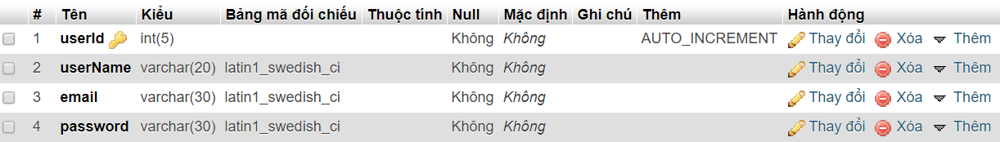 # Tên Kiểu Bảng mã đối chiếu Thuộc tính Null Mặc định Ghi chú Thêm Hành động
1 userId int(5) Không Không AUTO_INCREMENT Thay đổi Xóa Thêm
2 userName varchar(20) latin1_swedish_ci Không Không Thay đổi Xóa Thêm
3 email varchar(30) latin1_swedish_ci Không Không Thay đổi Xóa Thêm
4 password varchar(30) latin1_swedish_ci Không Không Thay đổi Xóa Thêm